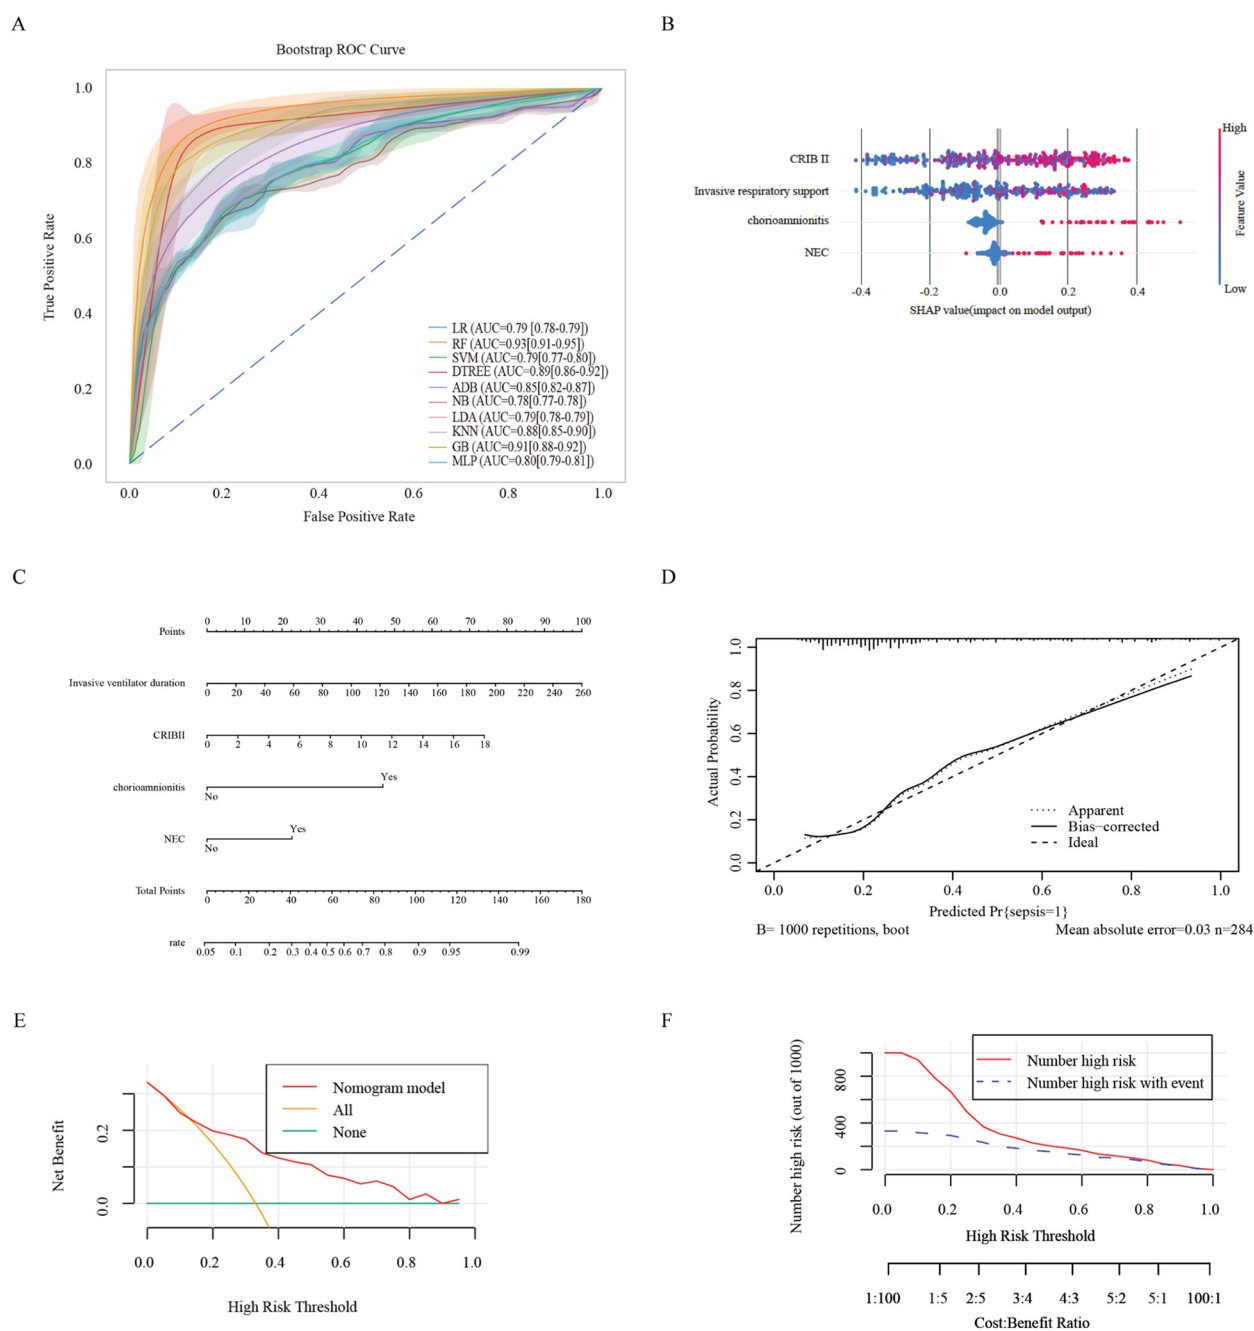 A
Bootstrap ROC Curve
1.0
0.8
0.6
0.4
0.2
0.0
True Positive Rate
LR (AUC=0.79 [0.78-0.79])
RF (AUC=0.93[0.91-0.95])
SVM (AUC=0.79[0.77-0.80])
DTREE (AUC=0.89[0.86-0.92])
ADB (AUC=0.85[0.82-0.87])
NB (AUC=0.78[0.77-0.78])
LDA (AUC=0.79[0.78-0.79])
KNN (AUC=0.88[0.85-0.90])
GB (AUC=0.91[0.88-0.92])
MLP (AUC=0.80[0.79-0.81])
0.0 0.2 0.4 0.6 0.8 1.0
False Positive Rate
B
High
CRIB II
Invasive respiratory support
chorioamnionitis
NEC
Feature Value
Low
-0.4 -0.2 0.0 0.2 0.4
SHAP value(impact on model output)
C
Points
0 10 20 30 40 50 60 70 80 90 100
Invasive ventilator duration
0 20 40 60 80 100 120 140 160 180 200 220 240 260
CRIBII
0 2 4 6 8 10 12 14 16 18
chorioamnionitis
Yes
No
NEC
Yes
No
Total Points
0 20 40 60 80 100 120 140 160 180
rate
0.05 0.1 0.2 0.3 0.4 0.5 0.6 0.7 0.8 0.9 0.95 0.99
D
1.0
0.8
0.6
0.4
0.2
0.0
Actual Probability
Apparent
Bias-corrected
Ideal
0.0 0.2 0.4 0.6 0.8 1.0
Predicted Pr{sepsis=1}
B= 1000 repetitions, boot
Mean absolute error=0.03 n=284
E
Net Benefit
0.2
0.0
Nomogram model
All
None
0.0 0.2 0.4 0.6 0.8 1.0
High Risk Threshold
F
Number high risk (out of 1000)
800
400
0
Number high risk
Number high risk with event
0.0 0.2 0.4 0.6 0.8 1.0
High Risk Threshold
1:100 1:5 2:5 3:4 4:3 5:2 5:1 100:1
Cost:Benefit Ratio